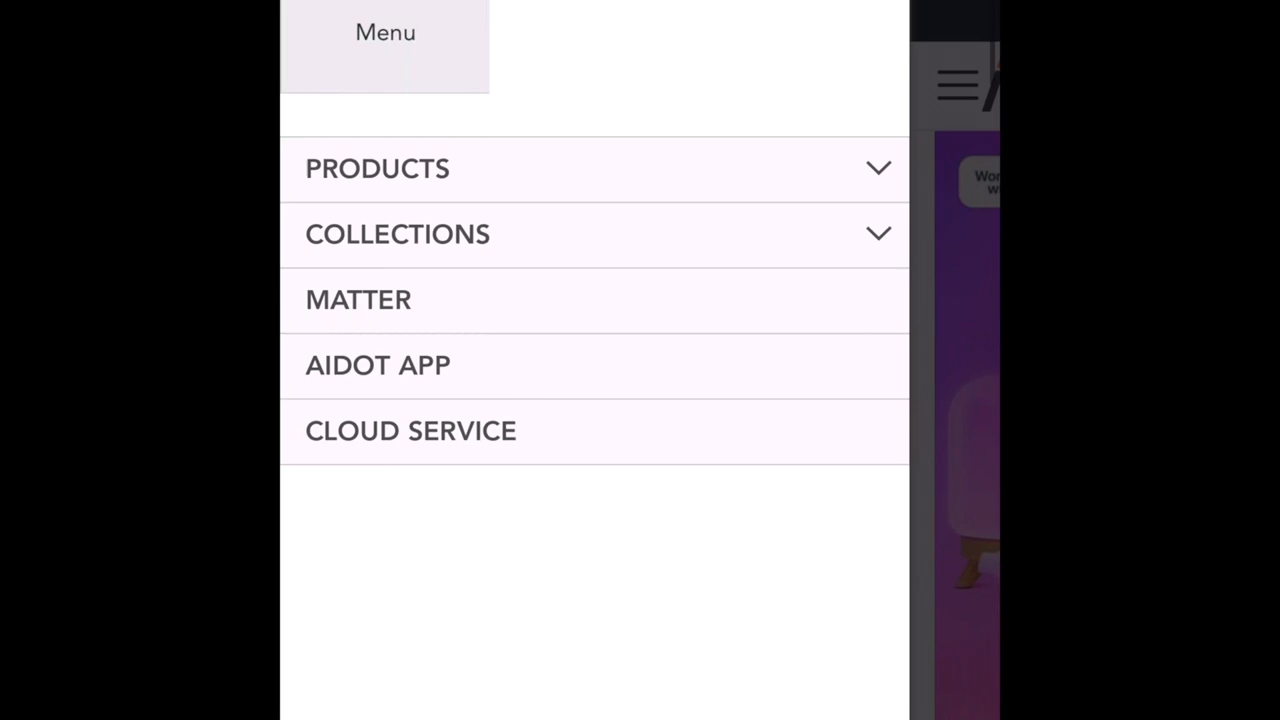 Menu
PRODUCTS
COLLECTIONS
MATTER
AIDOT APP
CLOUD SERVICE